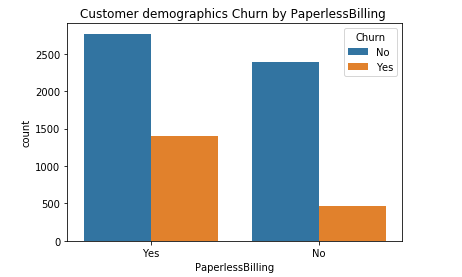 Customer demographics Churn by PaperlessBilling
Churn
No
Yes
2500
2000
1500
1000
500
0
count
Yes
No
PaperlessBilling